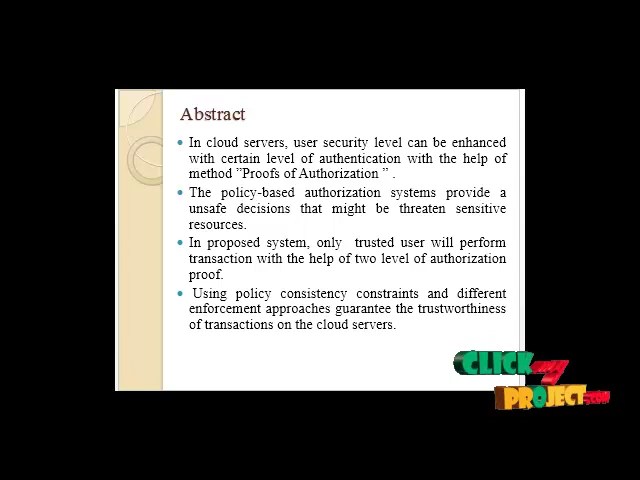 Abstract
In cloud servers, user security level can be enhanced
with certain level of authentication with the help of
method ”Proofs of Authorization ” .
The policy-based authorization systems provide a
unsafe decisions that might be threaten sensitive
resources.
In proposed system, only trusted user will perform
transaction with the help of two level of authorization
proof.
Using policy consistency constraints and different
enforcement approaches guarantee the trustworthiness
of transactions on the cloud servers.
CLICK my
PROJECT.COM